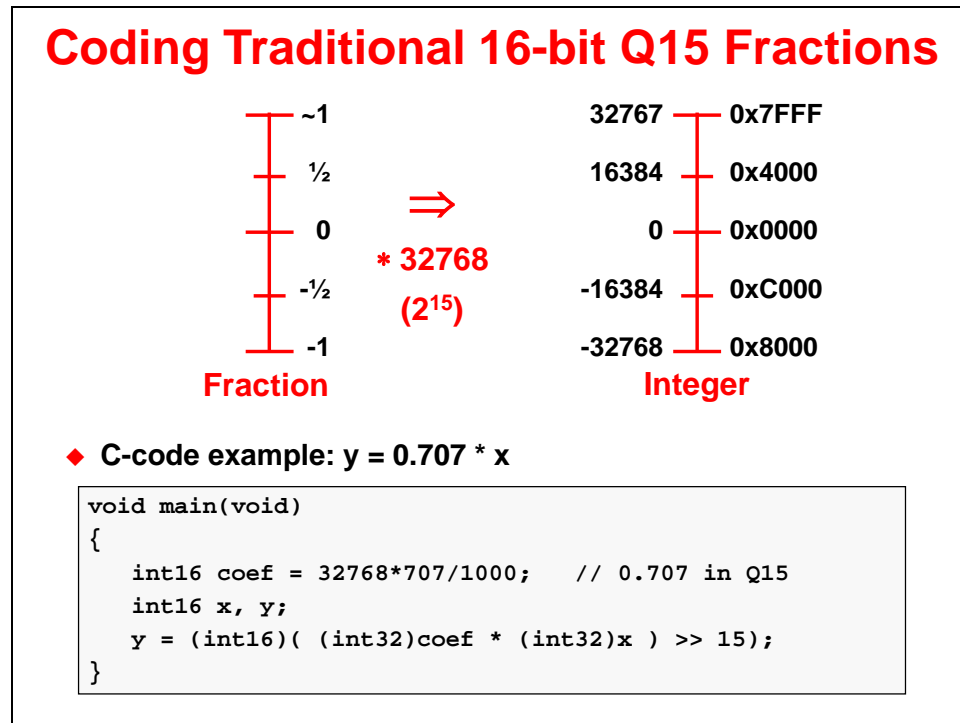 Coding Traditional 16-bit Q15 Fractions
~1
½
0
-½
-1
Fraction
⇒
* 32768
(2¹⁵)
32767 0x7FFF
16384 0x4000
0 0x0000
-16384 0xC000
-32768 0x8000
Integer
◆ C-code example: y = 0.707 * x
void main(void)
{
int16 coef = 32768*707/1000; // 0.707 in Q15
int16 x, y;
y = (int16)( (int32)coef * (int32)x ) >> 15);
}